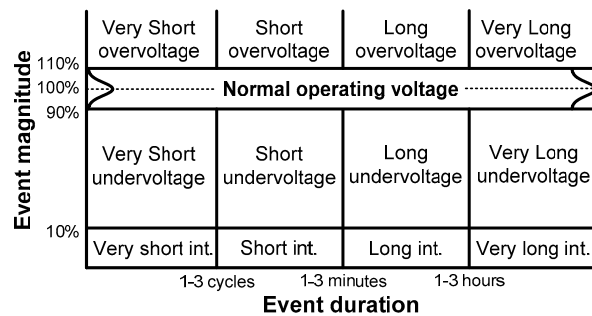 Very Short
overvoltage
Short
overvoltage
Long
overvoltage
Very Long
overvoltage
110%
100%
90%
10%
Event magnitude
Normal operating voltage
Very Short
undervoltage
Short
undervoltage
Long
undervoltage
Very Long
undervoltage
Very short int.
Short int.
Long int.
Very long int.
1-3 cycles
1-3 minutes
1-3 hours
Event duration